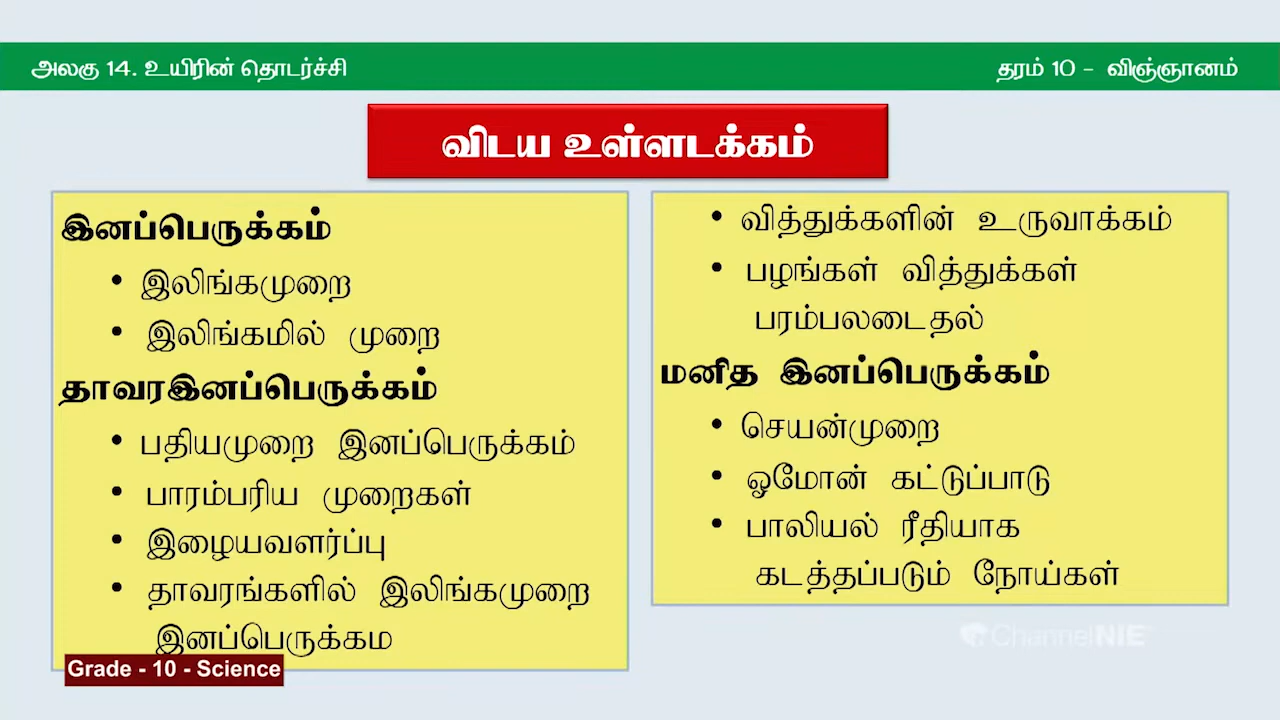 அலகு 14. உயிரின் தொடர்ச்சி
தரம் 10 - விஞ்ஞானம்
விடய உள்ளடக்கம்
இனப்பெருக்கம்
• இலிங்கமுறை
• இலிங்கமில் முறை
தாவரஇனப்பெருக்கம்
• பதியமுறை இனப்பெருக்கம்
• பாரம்பரிய முறைகள்
• இழையவளர்ப்பு
• தாவரங்களில் இலிங்கமுறை
இனப்பெருக்கம
• வித்துக்களின் உருவாக்கம்
• பழங்கள் வித்துக்கள்
பரம்பலடைதல்
மனித இனப்பெருக்கம்
• செயன்முறை
• ஓமோன் கட்டுப்பாடு
• பாலியல் ரீதியாக
கடத்தப்படும் நோய்கள்
Grade - 10 - Science
ChannelNIE